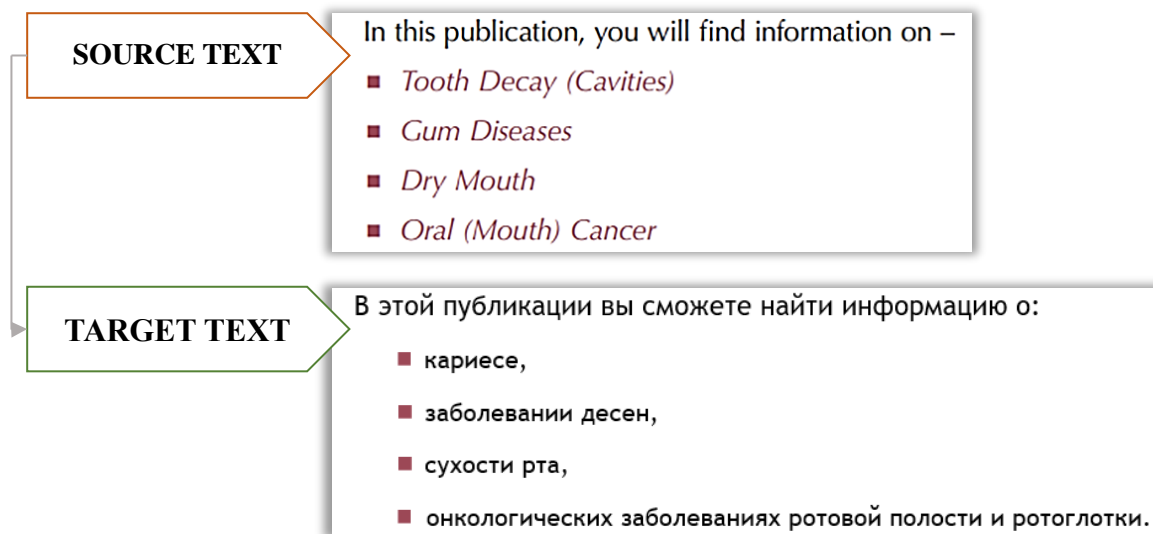 SOURCE TEXT
In this publication, you will find information on –
■ Tooth Decay (Cavities)
■ Gum Diseases
■ Dry Mouth
■ Oral (Mouth) Cancer
TARGET TEXT
В этой публикации вы сможете найти информацию о:
■ кариесе,
■ заболевании десен,
■ сухости рта,
■ онкологических заболеваниях ротовой полости и ротоглотки.